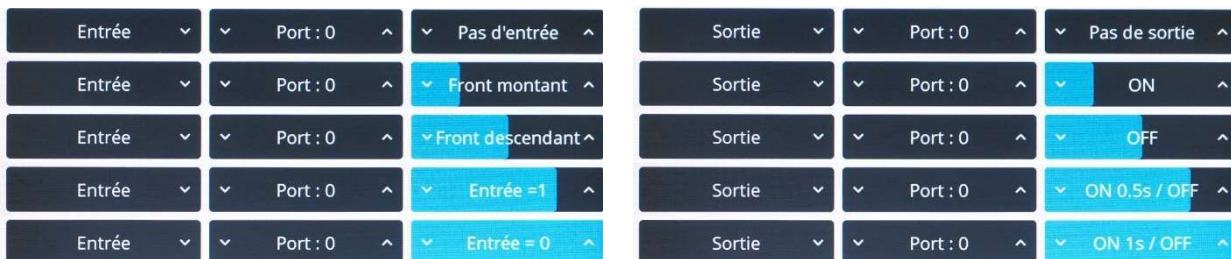 Entrée Port : 0 Pas d'entrée
Entrée Port : 0 Front montant
Entrée Port : 0 Front descendant
Entrée Port : 0 Entrée =1
Entrée Port : 0 Entrée = 0
Sortie Port : 0 Pas de sortie
Sortie Port : 0 ON
Sortie Port : 0 OFF
Sortie Port : 0 ON 0.5s / OFF
Sortie Port : 0 ON 1s / OFF